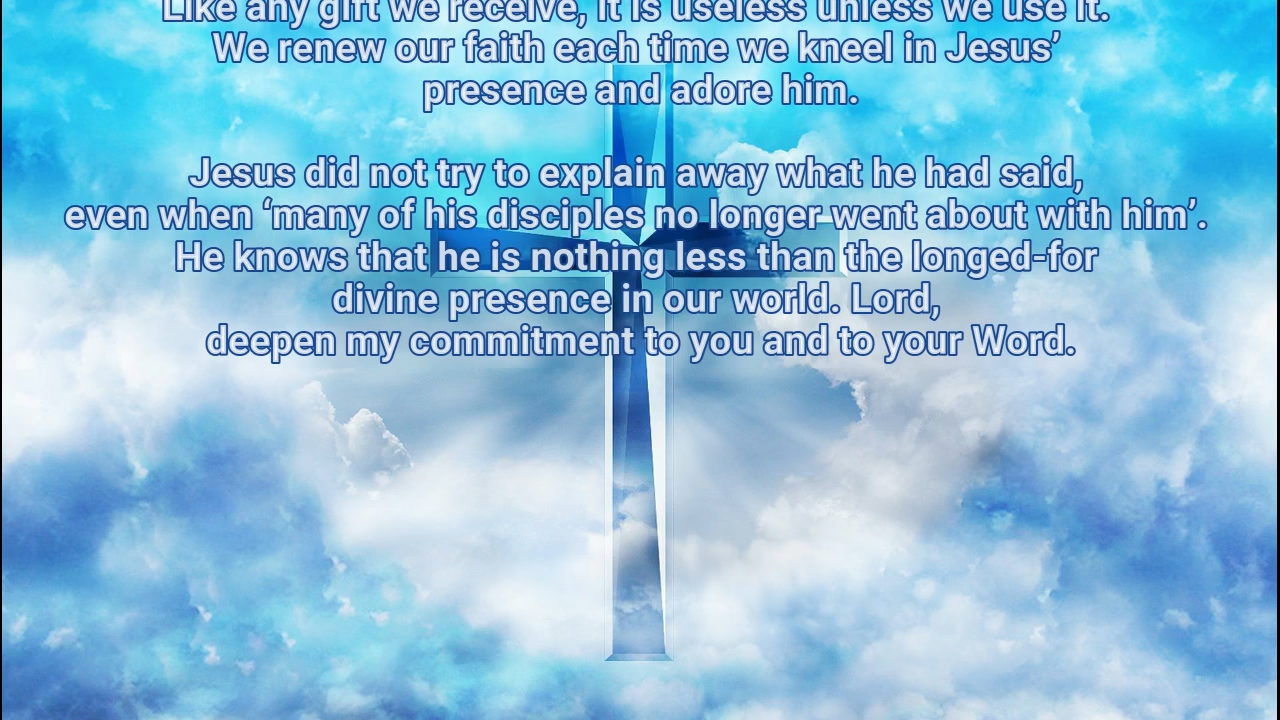 Like any gift we receive, it is useless unless we use it.
We renew our faith each time we kneel in Jesus’
presence and adore him.
Jesus did not try to explain away what he had said,
even when ‘many of his disciples no longer went about with him’.
He knows that he is nothing less than the longed-for
divine presence in our world. Lord,
deepen my commitment to you and to your Word.